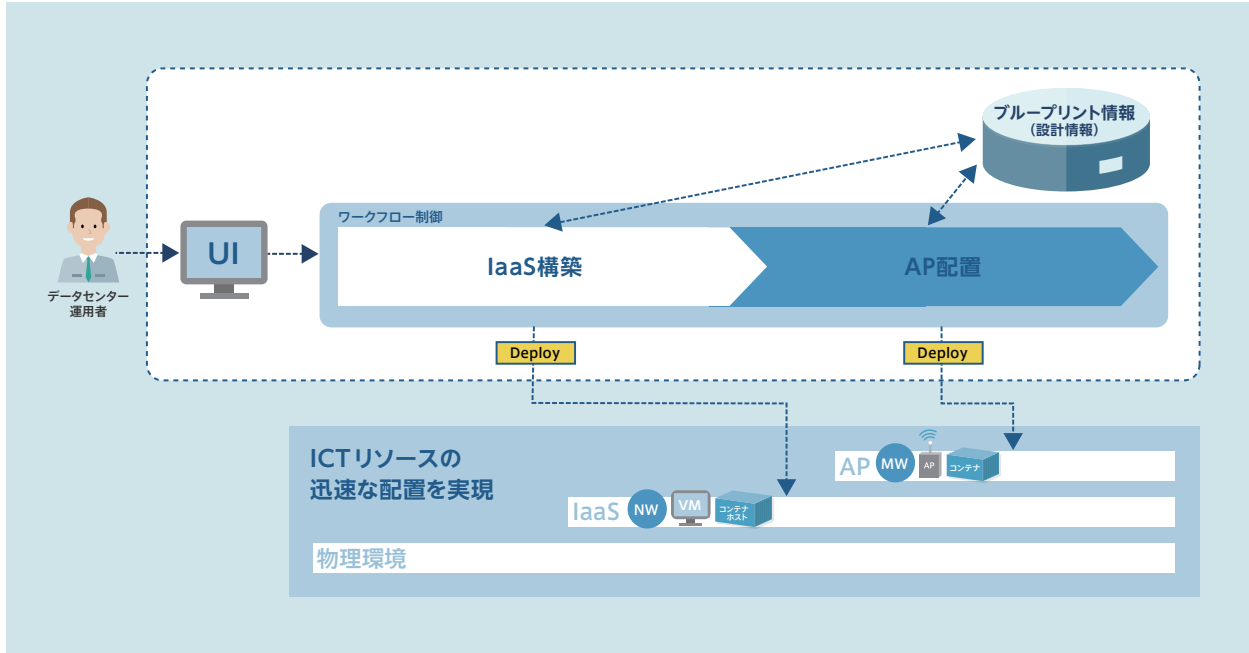 ブループリント情報
(設計情報)
ワークフロー制御
UI
IaaS構築
AP配置
データセンター
運用者
Deploy
Deploy
ICTリソースの
迅速な配置を実現
AP
MW
AP
コンテナ
IaaS
NW
VM
コンテナ
ホスト
物理環境